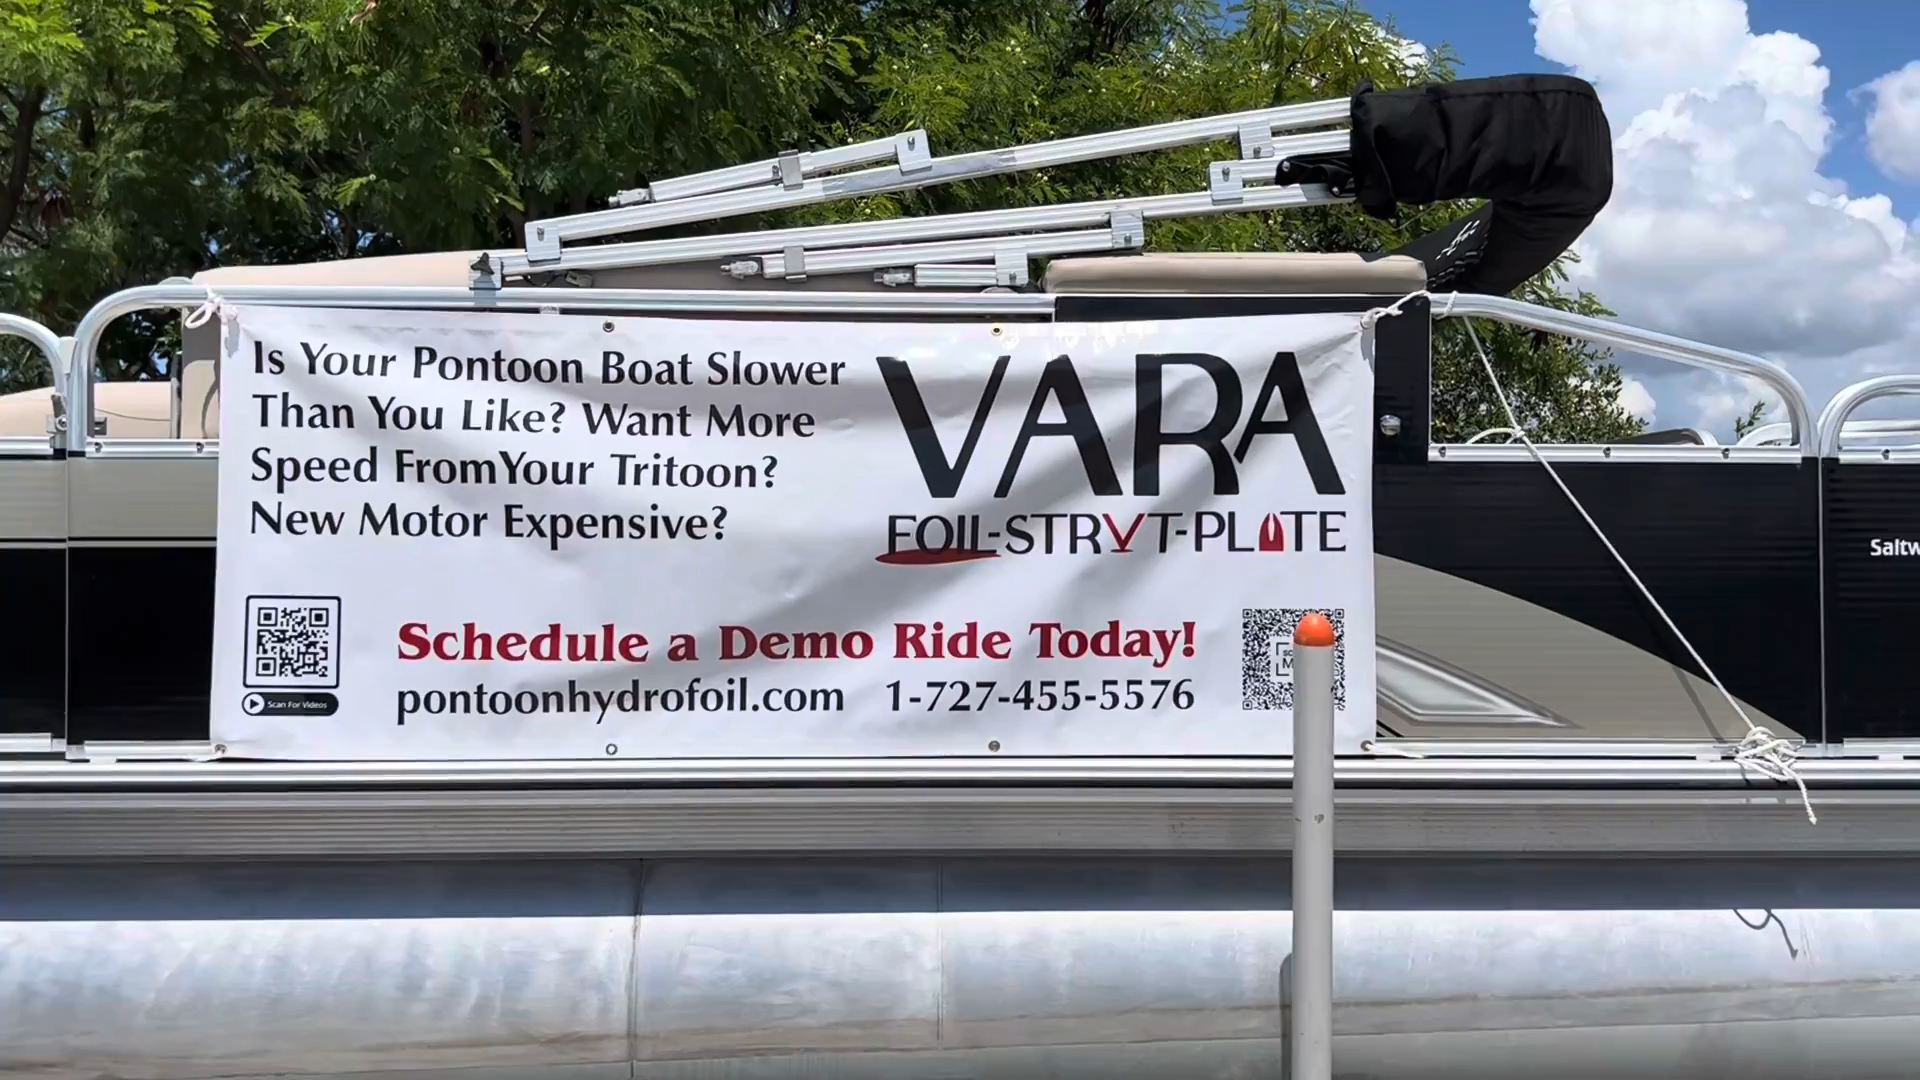 Is Your Pontoon Boat Slower
Than You Like? Want More
Speed FromYour Tritoon?
New Motor Expensive?
VARA
FOIL-STRVT-PLATE
Schedule a Demo Ride Today!
pontoonhydrofoil.com 1-727-455-5576
Scan For Videos